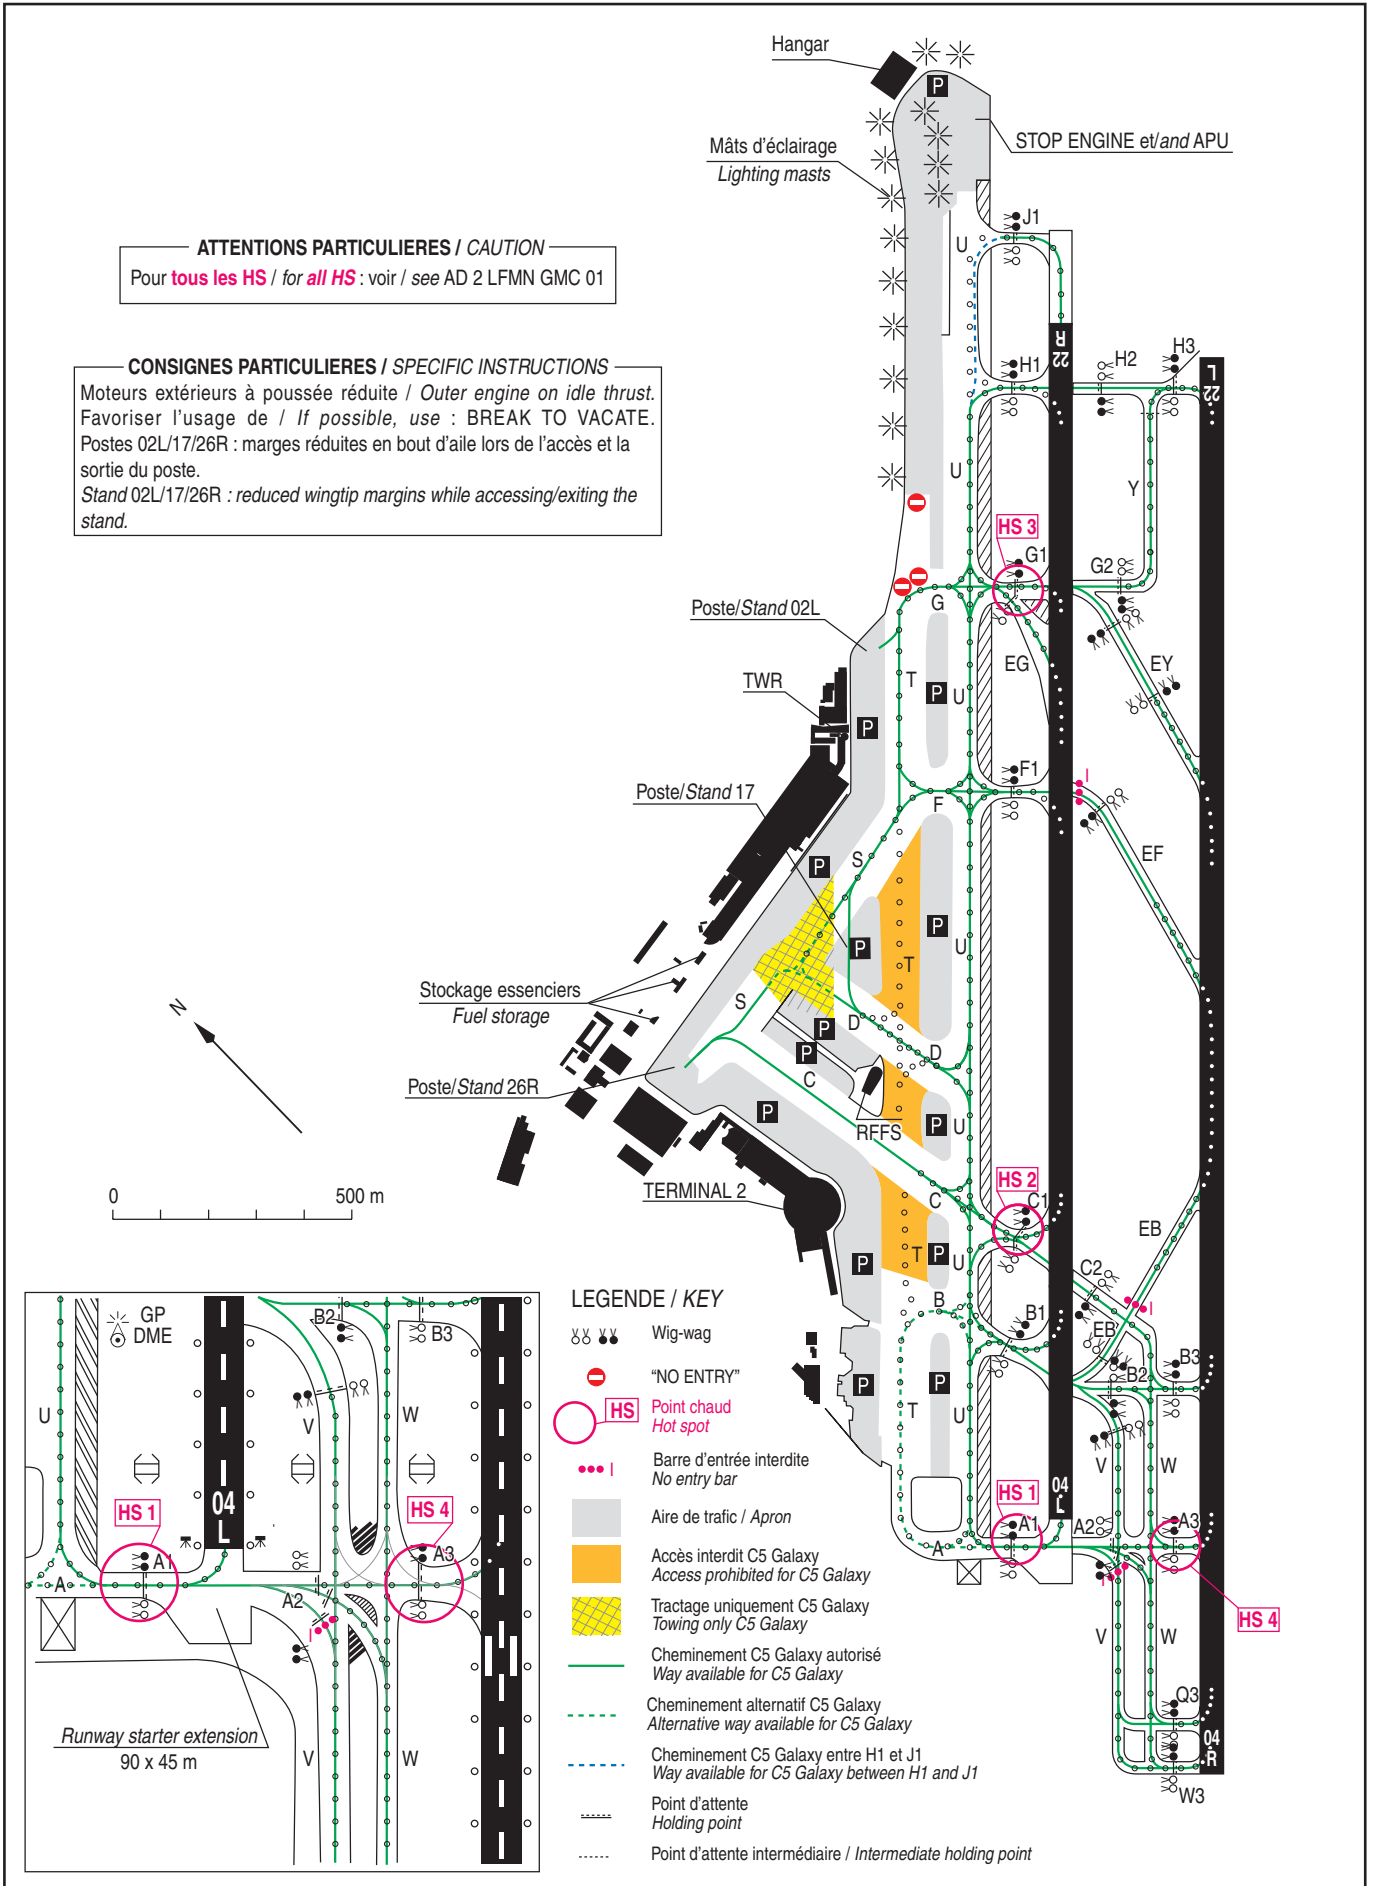 Hangar
P
STOP ENGINE et/and APU
Mâts d'éclairage
Lighting masts
J1
U
ATTENTIONS PARTICULIERES / CAUTION
Pour tous les HS / for all HS : voir / see AD 2 LFMN GMC 01
22
R
H1
H2
H3
22
L
CONSIGNES PARTICULIERES / SPECIFIC INSTRUCTIONS
Moteurs extérieurs à poussée réduite / Outer engine on idle thrust.
Favoriser l'usage de / If possible, use : BREAK TO VACATE.
Postes 02L/17/26R : marges réduites en bout d'aile lors de l'accès et la
sortie du poste.
Stand 02L/17/26R : reduced wingtip margins while accessing/exiting the
stand.
U
Y
HS 3
G1
G2
Poste/Stand 02L
G
EG
EY
TWR
T
P
U
P
F1
I
Poste/Stand 17
F
EF
S
P
P
P
U
T
N
Stockage essenciers
Fuel storage
S
D
P
P
D
C
Poste/Stand 26R
P
RFFS
P
U
0
500 m
TERMINAL 2
HS 2
C1
C
EB
T
P
U
P
C2
I
B
B1
EB
B3
B2
P
P
T
U
V
W
04
L
HS 1
A1
A2
A3
A
I
HS 4
V
W
Q3
04
R
W3
GP
DME
B2
B3
U
V
W
04
L
HS 1
HS 4
A1
A3
A
A2
I
Runway starter extension
90 x 45 m
V
W
LEGENDE / KEY
Wig-wag
“NO ENTRY”
HS
Point chaud
Hot spot
I
Barre d'entrée interdite
No entry bar
Aire de trafic / Apron
Accès interdit C5 Galaxy
Access prohibited for C5 Galaxy
Tractage uniquement C5 Galaxy
Towing only C5 Galaxy
Cheminement C5 Galaxy autorisé
Way available for C5 Galaxy
Cheminement alternatif C5 Galaxy
Alternative way available for C5 Galaxy
Cheminement C5 Galaxy entre H1 et J1
Way available for C5 Galaxy between H1 and J1
Point d'attente
Holding point
Point d'attente intermédiaire / Intermediate holding point